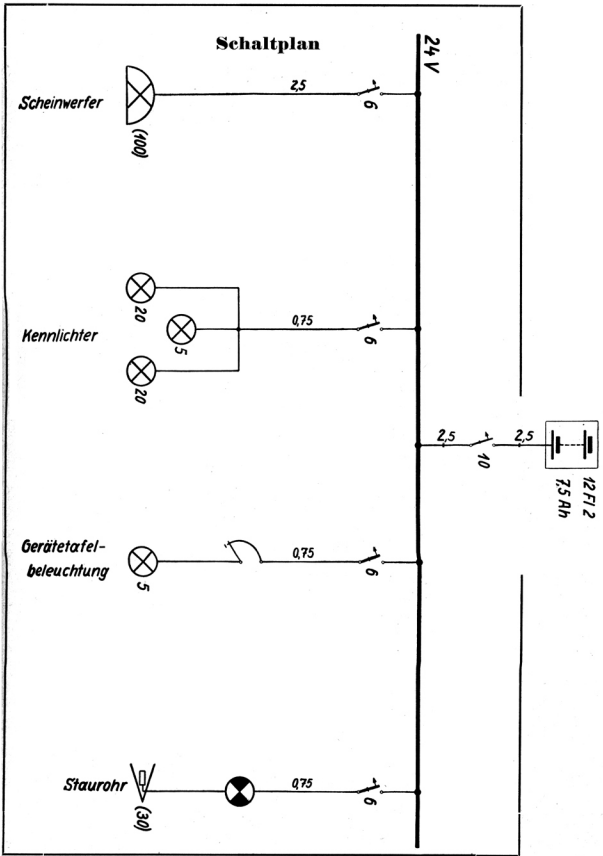 Schaltplan
24 V
Scheinwerfer
2,5
6
(100)
20
Kennlichter
5
0,75
6
20
2,5
10
2,5
12 Fl 2
7,5 Ah
Gerätetafel-
beleuchtung
5
0,75
6
Staurohr
(30)
0,75
6